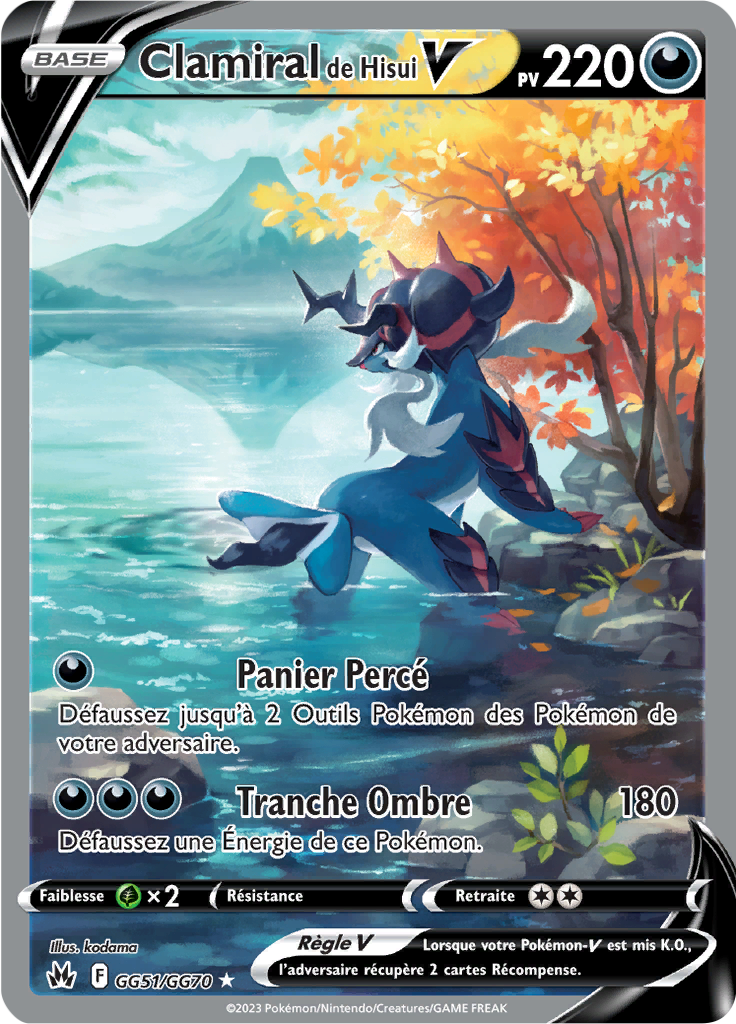 BASE
Clamiral de Hisui V PV 220
Panier Percé
Défaussez jusqu'à 2 Outils Pokémon des Pokémon de
votre adversaire.
Tranche Ombre 180
Défaussez une Énergie de ce Pokémon.
Faiblesse ×2 Résistance Retraite
Illus. kodama
Règle V Lorsque votre Pokémon-V est mis K.O.,
l'adversaire récupère 2 cartes Récompense.
F GG51/GG70
©2023 Pokémon/Nintendo/Creatures/GAME FREAK